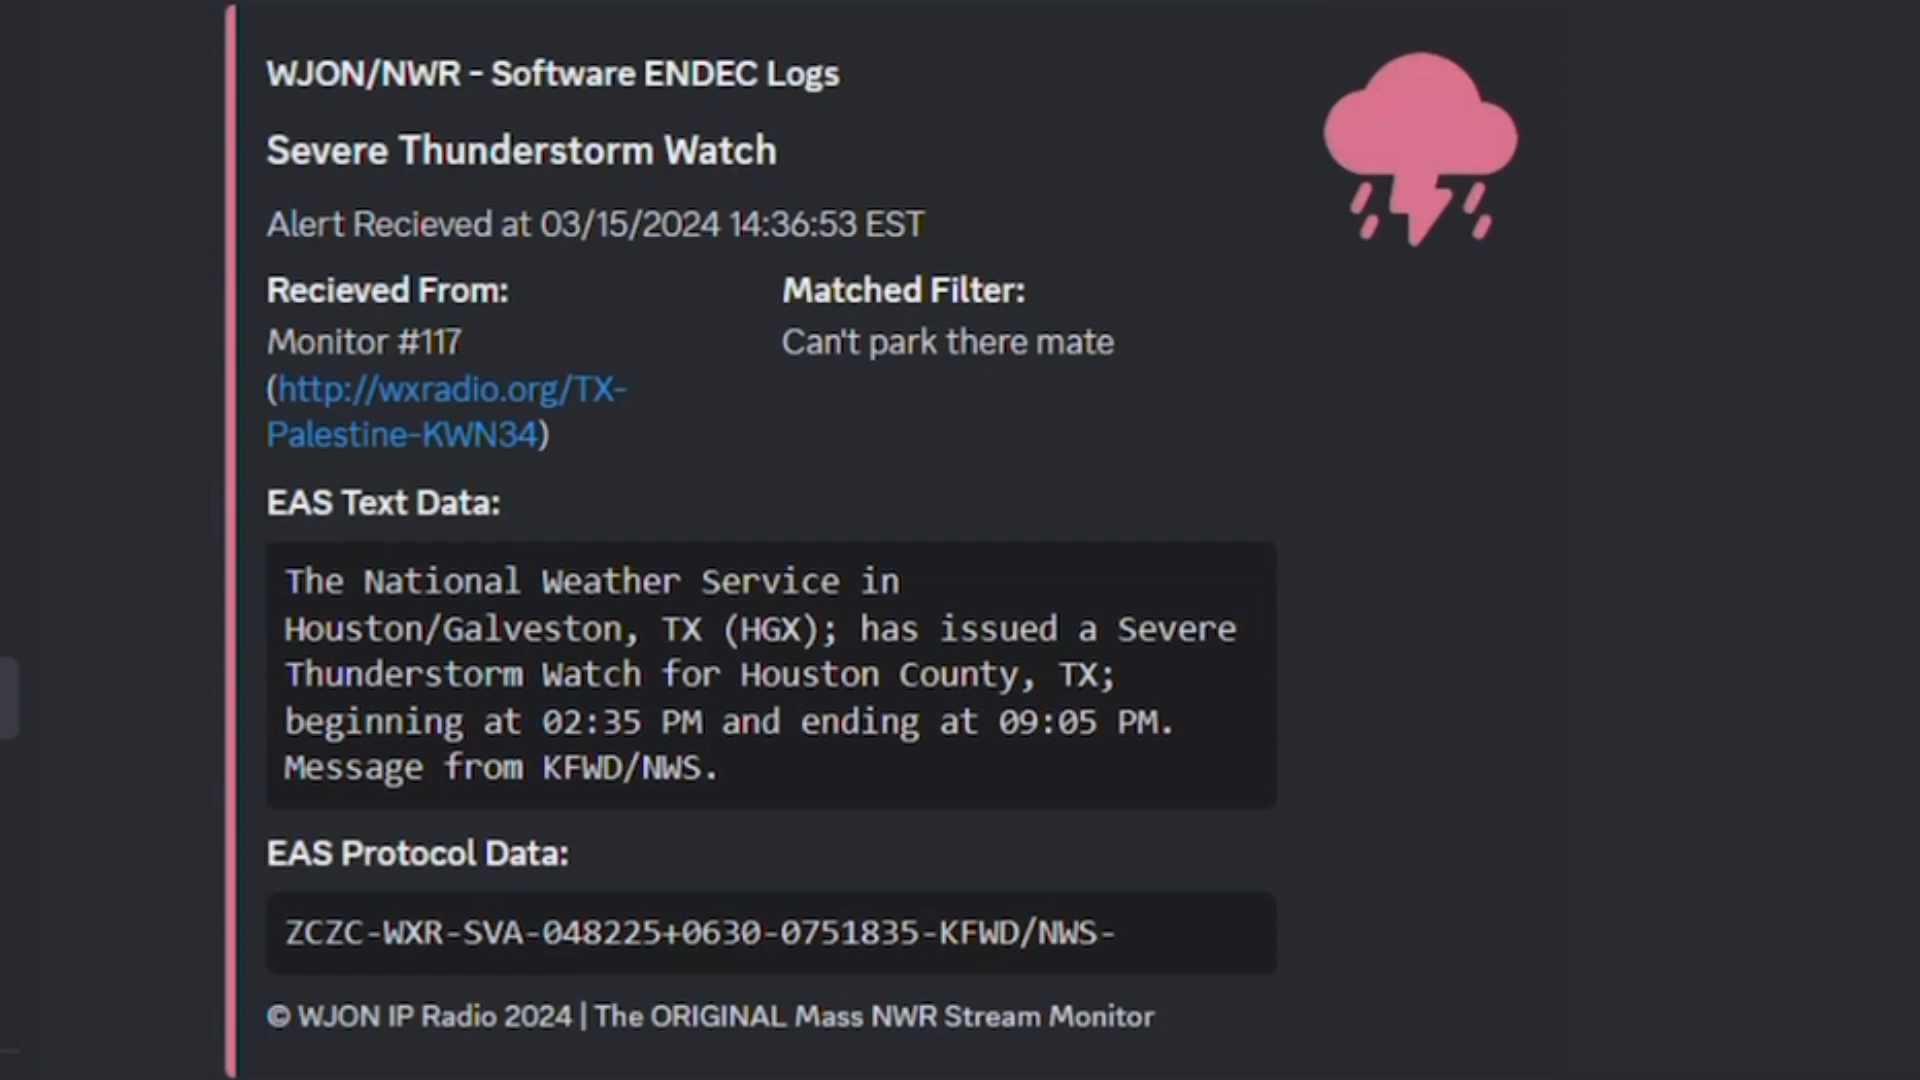 WJON/NWR - Software ENDEC Logs
Severe Thunderstorm Watch
Alert Recieved at 03/15/2024 14:36:53 EST
Recieved From:
Monitor #117
(http://wxradio.org/TX-
Palestine-KWN34)
Matched Filter:
Can't park there mate
EAS Text Data:
The National Weather Service in
Houston/Galveston, TX (HGX); has issued a Severe
Thunderstorm Watch for Houston County, TX;
beginning at 02:35 PM and ending at 09:05 PM.
Message from KFWD/NWS.
EAS Protocol Data:
ZCZC-WXR-SVA-048225+0630-0751835-KFWD/NWS-
© WJON IP Radio 2024 | The ORIGINAL Mass NWR Stream Monitor